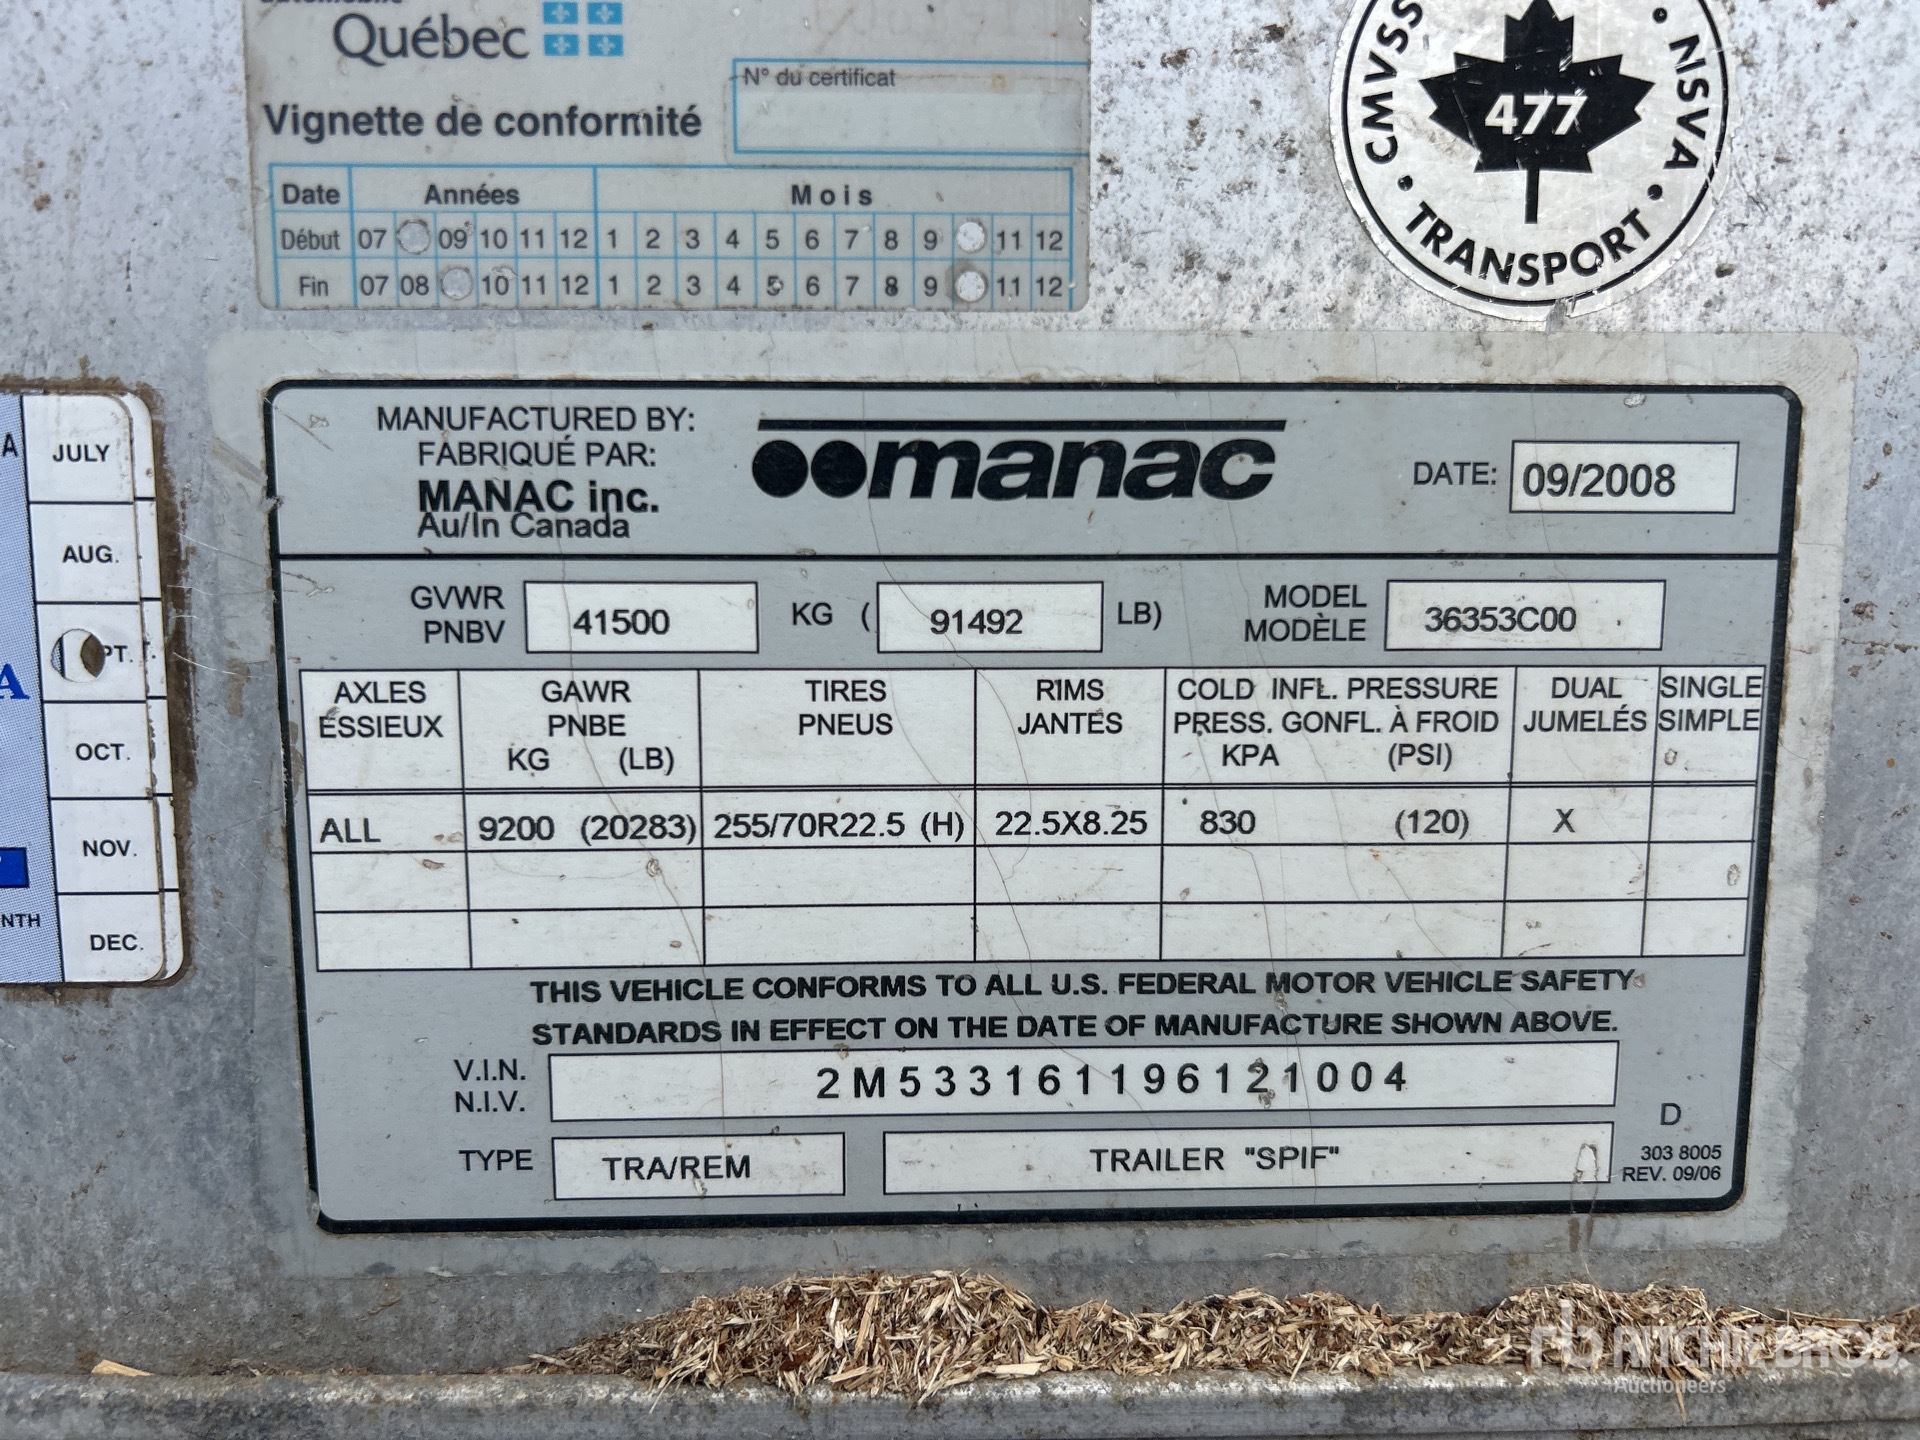 Québec
N° du certificat
Vignette de conformité
Date Années Mois
Début 07 09 10 11 12 1 2 3 4 5 6 7 8 9 11 12
Fin 07 08 10 11 12 1 2 3 4 5 6 7 8 9 11 12
CMVSS • NSVA • TRANSPORT •
477
A
JULY
AUG.
PT.
T.
A
OCT.
NOV.
NTH
DEC.
MANUFACTURED BY:
FABRIQUÉ PAR:
MANAC inc.
Au/In Canada
manac
DATE: 09/2008
GVWR
PNBV
41500 KG ( 91492 LB)
MODEL
MODÈLE
36353C00
AXLES GAWR TIRES RIMS COLD INFL. PRESSURE DUAL SINGLE
ESSIEUX PNBE PNEUS JANTES PRESS. GONFL. À FROID JUMELÉS SIMPLE
KG (LB) KPA (PSI)
ALL 9200 (20283) 255/70R22.5 (H) 22.5X8.25 830 (120) X
THIS VEHICLE CONFORMS TO ALL U.S. FEDERAL MOTOR VEHICLE SAFETY
STANDARDS IN EFFECT ON THE DATE OF MANUFACTURE SHOWN ABOVE.
V.I.N.
N.I.V.
2M533161196121004
D
TYPE TRA/REM TRAILER "SPIF"
303 8005
REV. 09/06
rb RITCHIE BROS.
Auctioneers